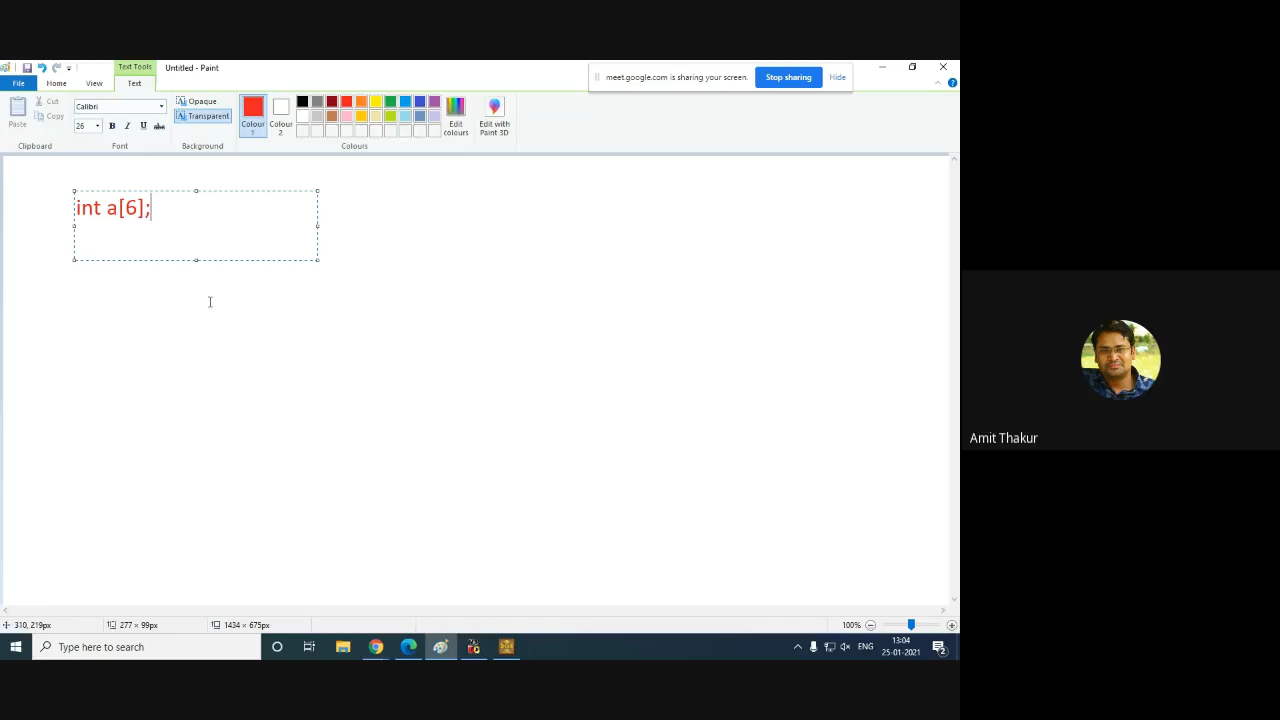 Text Tools
Untitled - Paint
meet.google.com is sharing your screen.
Stop sharing
Hide
File
Home
View
Text
Paste
Cut
Copy
Clipboard
Calibri
26
B
I
U
abc
Font
Opaque
Transparent
Background
Colour 1
Colour 2
Edit colours
Colours
Edit with Paint 3D
int a[6];
Amit Thakur
310, 219px
277 × 99px
1434 × 675px
100%
Type here to search
ENG
13:04
25-01-2021
2